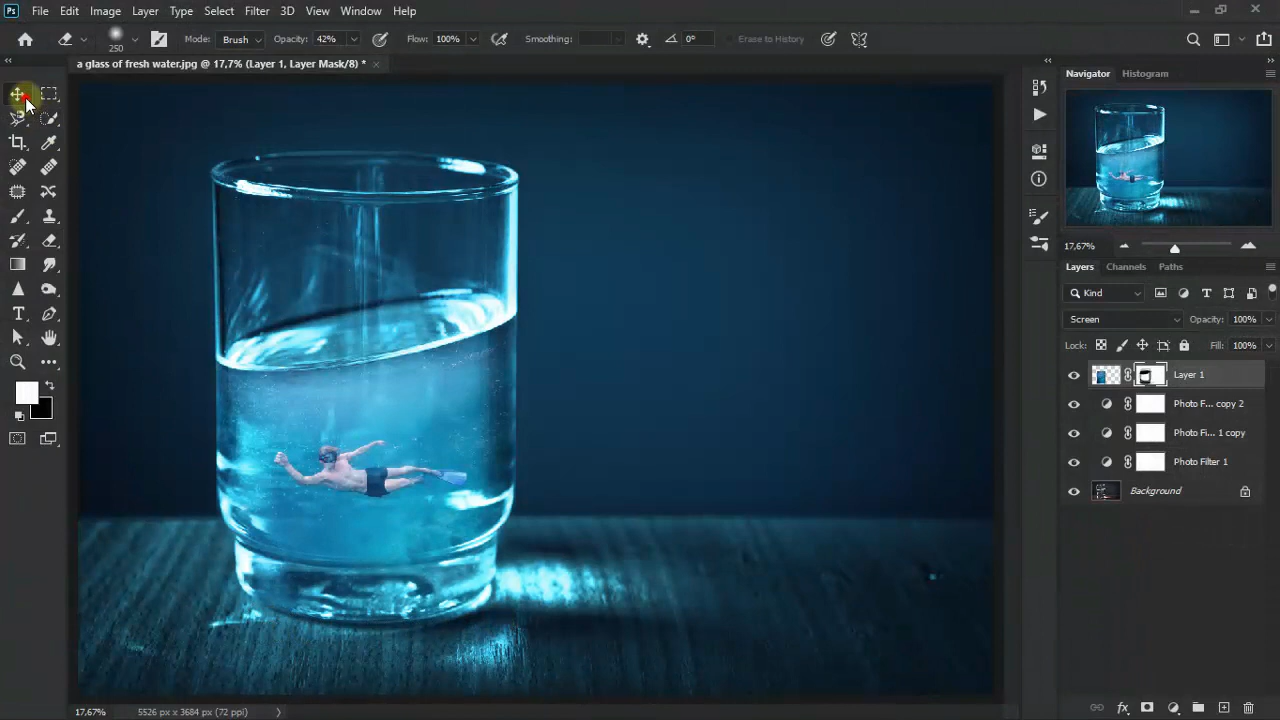 Ps File Edit Image Layer Type Select Filter 3D View Window Help
250 Mode: Brush Opacity: 42% Flow: 100% Smoothing: 0° Erase to History
a glass of fresh water.jpg @ 17,7% (Layer 1, Layer Mask/8) *
Navigator Histogram
17,67%
Layers Channels Paths
Kind
Screen Opacity: 100%
Lock: Fill: 100%
Layer 1
Photo F... copy 2
Photo Fi... 1 copy
Photo Filter 1
Background
17,67% 5526 px x 3684 px (72 ppi)